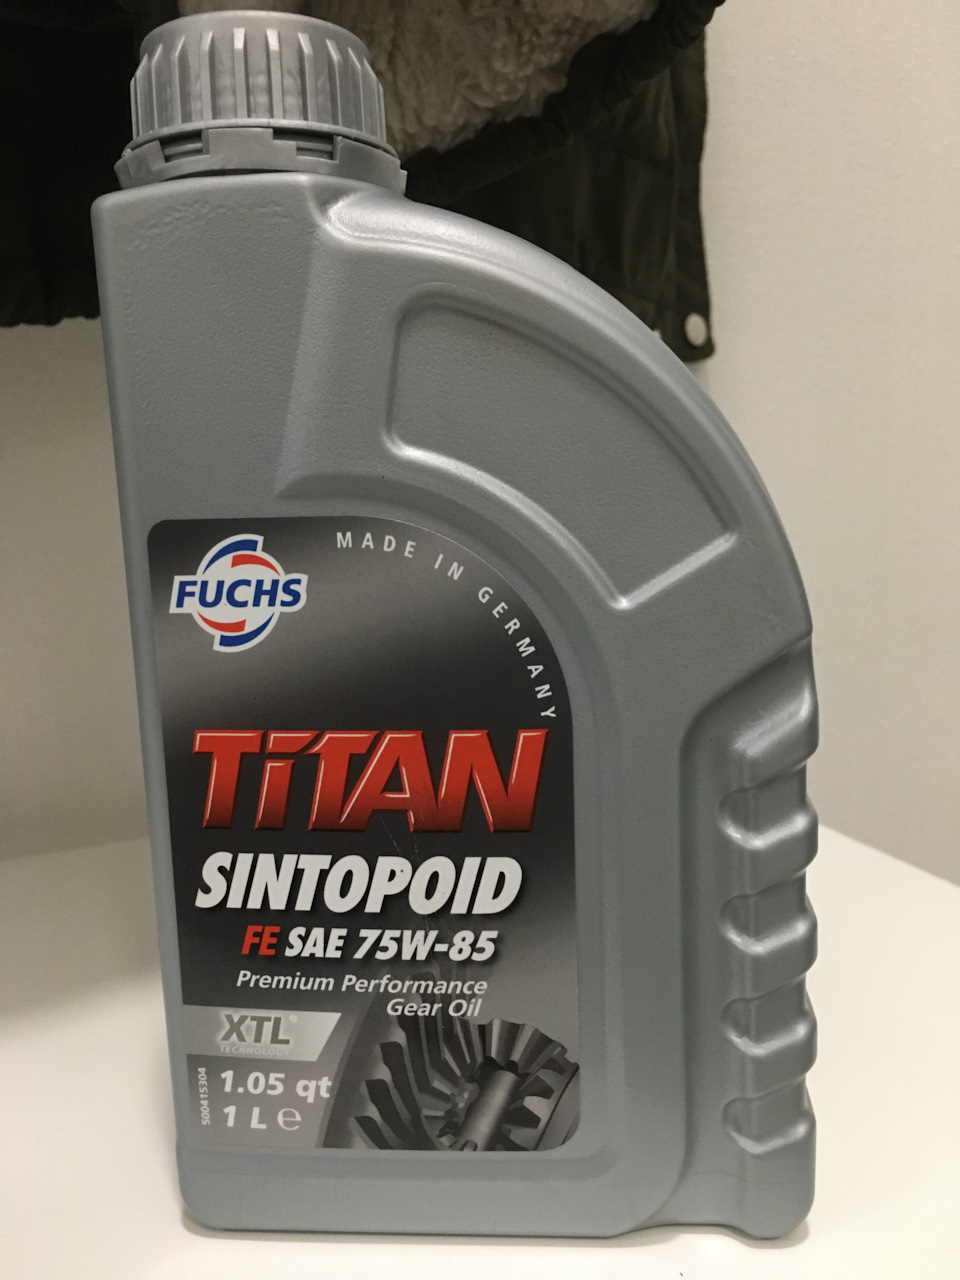 FUCHS
MADE IN GERMANY
TITAN
SINTOPOID
FE SAE 75W-85
Premium Performance
Gear Oil
XTL®
TECHNOLOGY
500415304
1.05 qt
1 L ℮